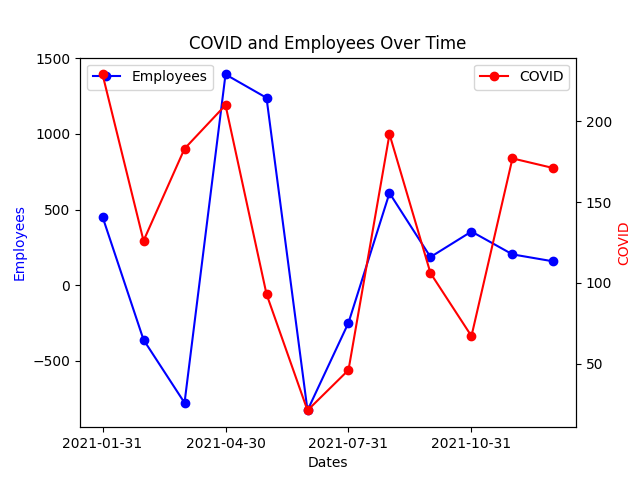 COVID and Employees Over Time
Employees
COVID
1500
1000
500
0
−500
200
150
100
50
Employees
COVID
2021-01-31
2021-04-30
2021-07-31
2021-10-31
Dates